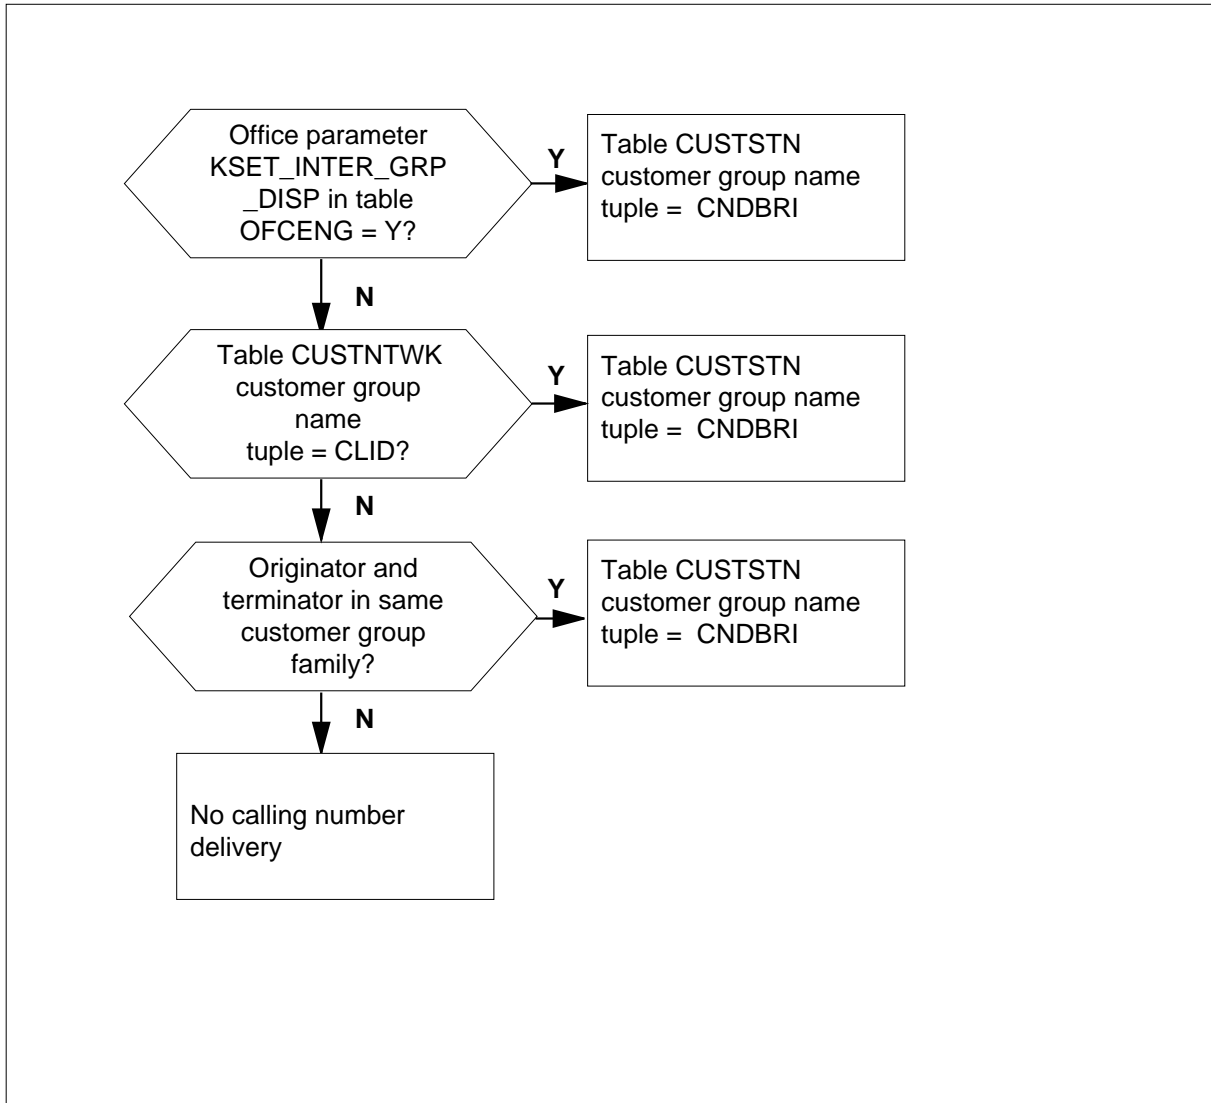 Office parameter
KSET_INTER_GRP
_DISP in table
OFCENG = Y?
Y
Table CUSTSTN
customer group name
tuple =  CNDBRI
N
Table CUSTNTWK
customer group
name
tuple = CLID?
Y
Table CUSTSTN
customer group name
tuple =  CNDBRI
N
Originator and
terminator in same
customer group
family?
Y
Table CUSTSTN
customer group name
tuple =  CNDBRI
N
No calling number
delivery